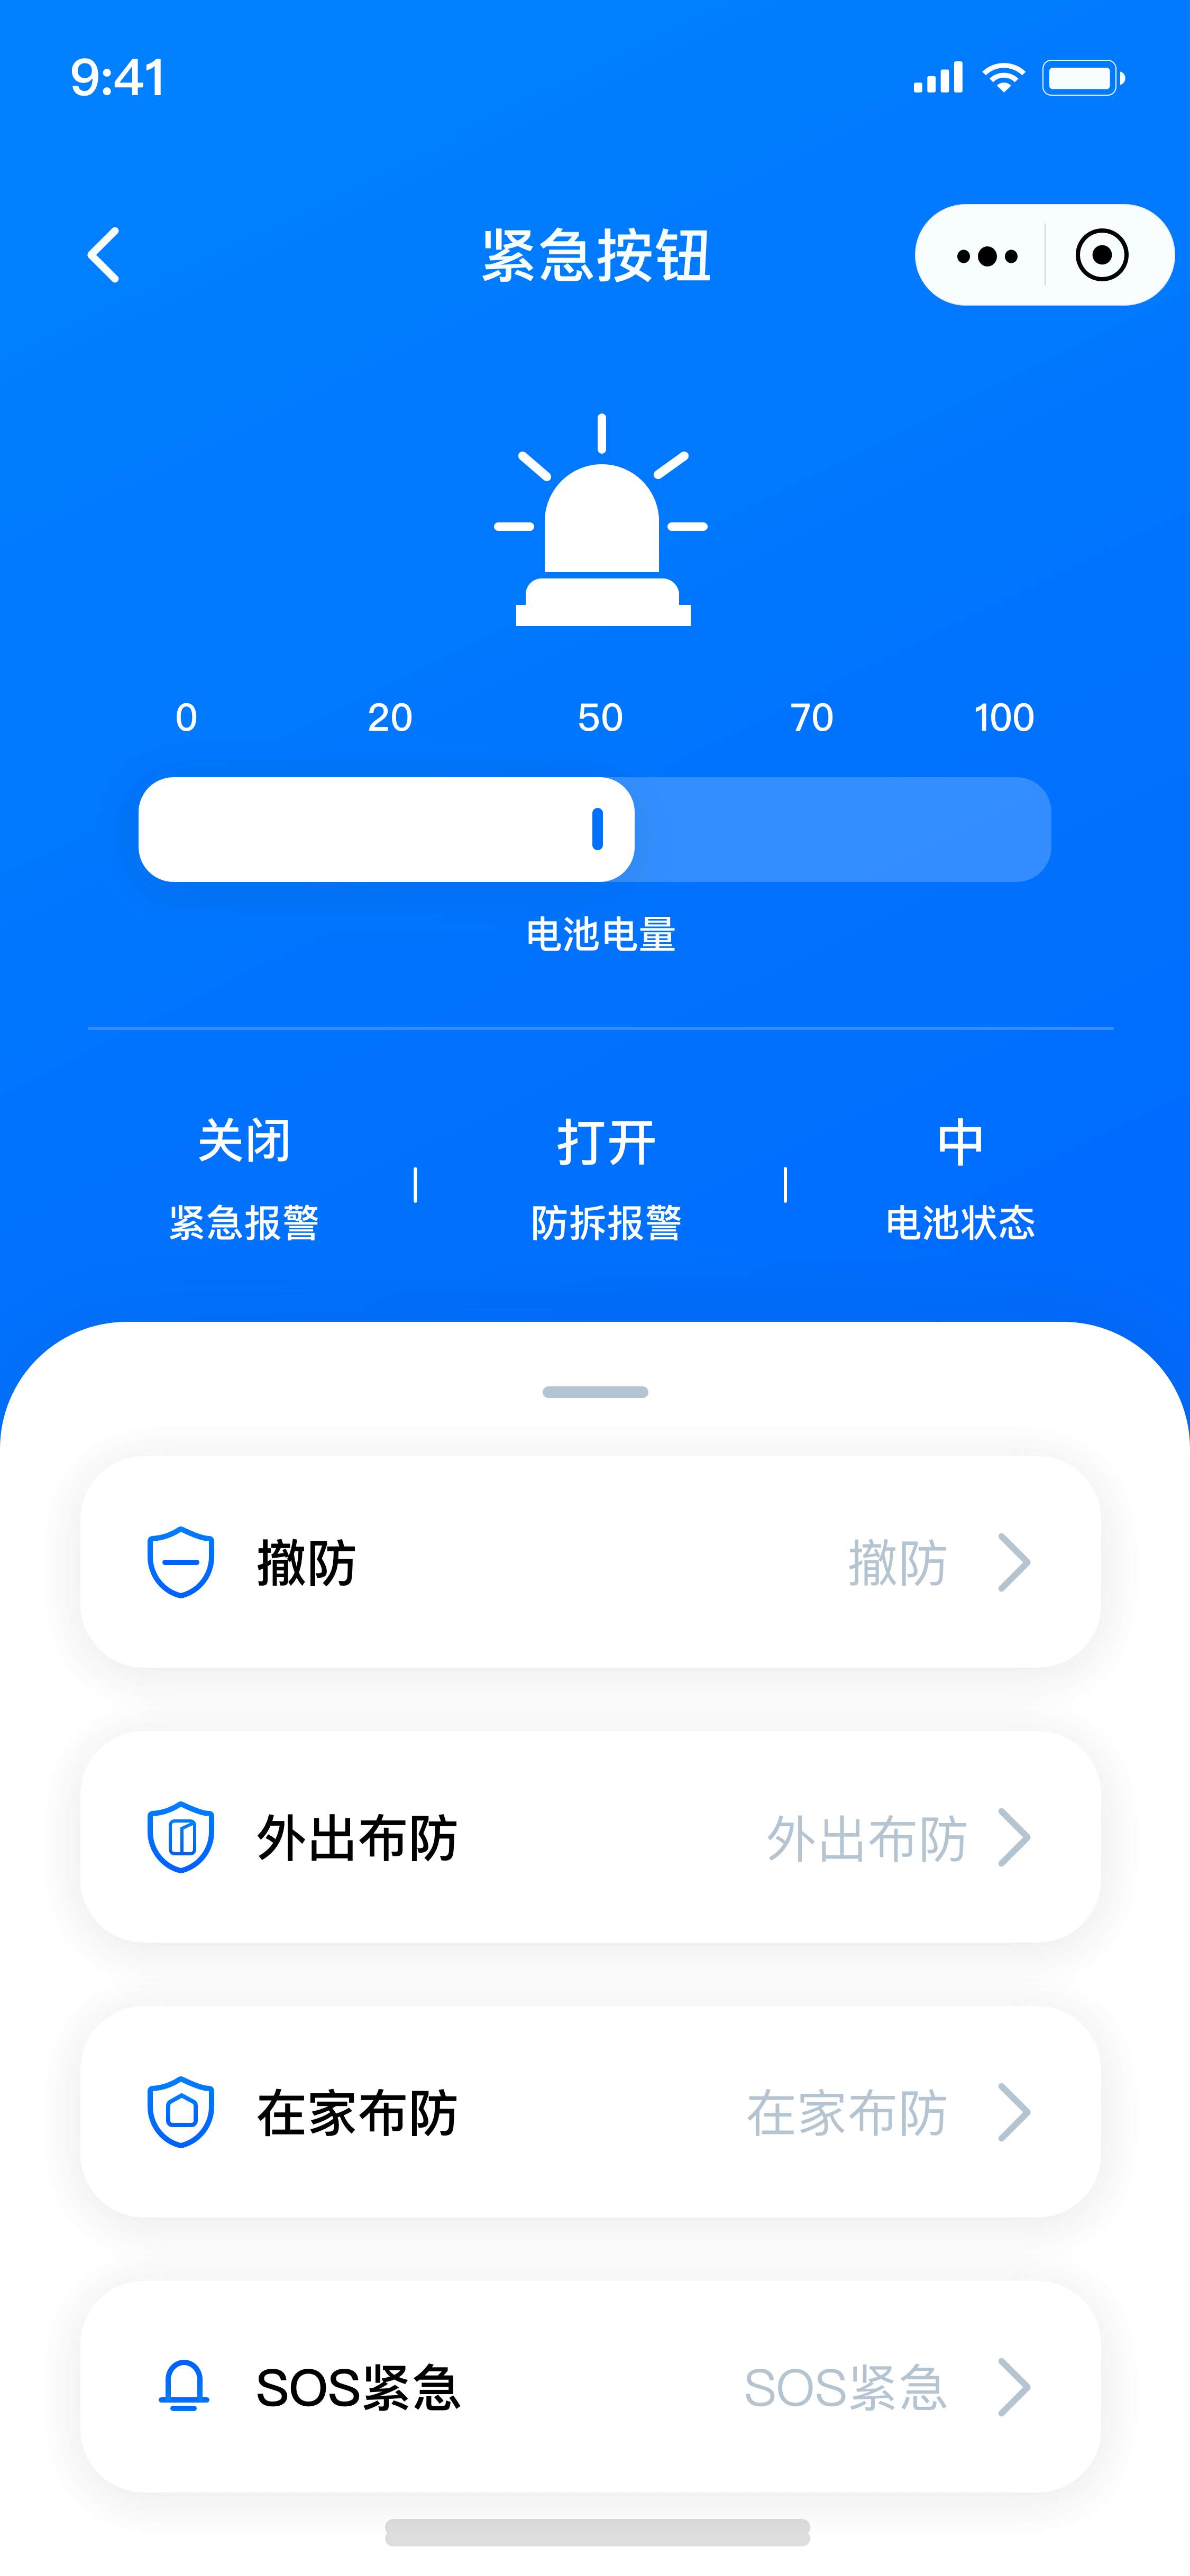 9:41
紧急按钮
0 20 50 70 100
电池电量
关闭 打开 中
紧急报警 防拆报警 电池状态
撤防 撤防
外出布防 外出布防
在家布防 在家布防
SOS紧急 SOS紧急